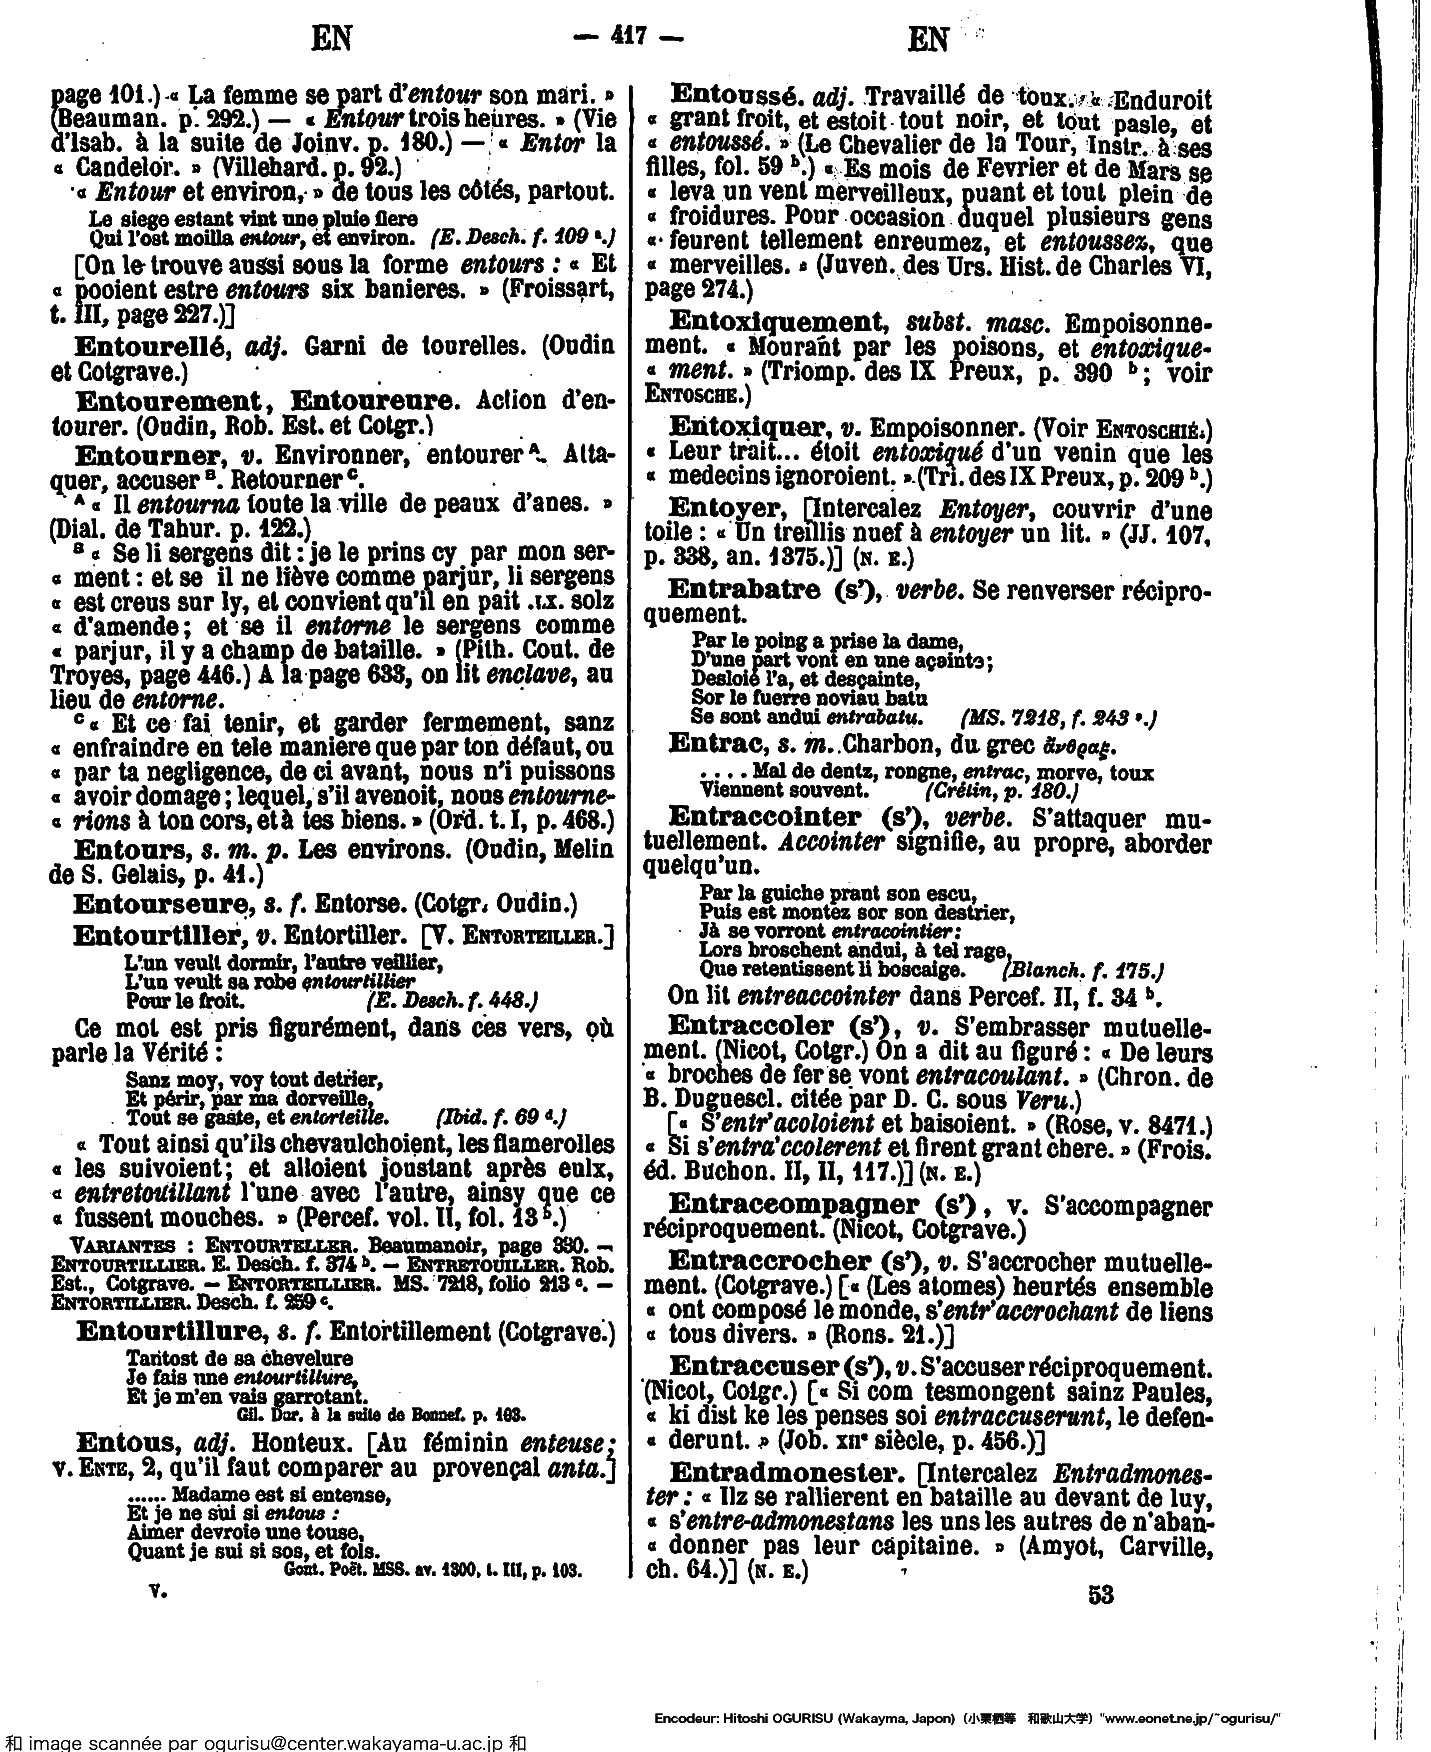 EN — 417 — EN
page 101.) « La femme se part d'entour son mari. »
(Beauman. p. 292.) — « Entour trois heures. » (Vie
d'Isab. à la suite de Joinv. p. 180.) — « Entor la
« Candelor. » (Villehard. p. 92.)
« Entour et environ, » de tous les côtés, partout.
Le siege estant vint une pluie fiere
Qui l'ost moilla entour, et environ. (E. Desch. f. 109 ª.)
[On le trouve aussi sous la forme entours : « Et
« pooient estre entours six banieres. » (Froissart,
t. III, page 227.)]
Entourellé, adj. Garni de tourelles. (Oudin
et Cotgrave.)
Entourement, Entoureure. Action d'en-
tourer. (Oudin, Rob. Est. et Cotgr.)
Entourner, v. Environner, entourer A. Atta-
quer, accuser B. Retourner C.
A « Il entourna toute la ville de peaux d'anes. »
(Dial. de Tahur. p. 122.)
B « Se li sergens dit : je le prins cy par mon ser-
« ment : et se il ne liève comme parjur, li sergens
« est creus sur ly, et convient qu'il en pait .LX. solz
« d'amende ; et se il entorne le sergens comme
« parjur, il y a champ de bataille. » (Pith. Cout. de
Troyes, page 446.) A la page 633, on lit enclave, au
lieu de entorne.
C « Et ce fai tenir, et garder fermement, sanz
« enfraindre en tele maniere que par ton défaut, ou
« par ta negligence, de ci avant, nous n'i puissons
« avoir domage ; lequel, s'il avenoit, nous entourne-
« rions à ton cors, et à tes biens. » (Ord. t. I, p. 468.)
Entours, s. m. p. Les environs. (Oudin, Melin
de S. Gelais, p. 41.)
Entourseure, s. f. Entorse. (Cotgr. Oudin.)
Entourtiller, v. Entortiller. [V. ENTORTEILLER.]
L'un veult dormir, l'autre veillier,
L'un veult sa robe entourtillier
Pour le froit. (E. Desch. f. 448.)
Ce mot est pris figurément, dans ces vers, où
parle la Vérité :
Sanz moy, voy tout detrier,
Et périr, par ma dorveille,
Tout se gaste, et entorteille. (Ibid. f. 69 d.)
« Tout ainsi qu'ils chevaulchoient, les flamerolles
« les suivoient ; et alloient joustant après eulx,
« entretouillant l'une avec l'autre, ainsy que ce
« fussent mouches. » (Percef. vol. II, fol. 13 b.)
VARIANTES : ENTOURTELLER. Beaumanoir, page 330. —
ENTOURTILLIER. E. Desch. f. 374 b. — ENTRETOUILLER. Rob.
Est., Cotgrave. — ENTORTEILLIER. MS. 7218, folio 213 c. —
ENTORTILLIER. Desch. f. 259 c.
Entourtillure, s. f. Entortillement (Cotgrave.)
Tantost de sa chevelure
Je fais une entourtillure,
Et je m'en vais garrotant.
Gil. Dur. à la suite de Bonnef. p. 103.
Entous, adj. Honteux. [Au féminin enteuse ;
v. ENTE, 2, qu'il faut comparer au provençal anta.]
...... Madame est si entense,
Et je ne sui si entous :
Aimer devroie une touse,
Quant je sui si sos, et fols.
Gont. Poët. MSS. av. 1300, t. III, p. 103.
V.
Entoussé. adj. Travaillé de toux. « Enduroit
« grant froit, et estoit tout noir, et tout pasle, et
« entoussé. » (Le Chevalier de la Tour, Instr. à ses
filles, fol. 59 b.) « Es mois de Fevrier et de Mars se
« leva un vent merveilleux, puant et tout plein de
« froidures. Pour occasion duquel plusieurs gens
« feurent tellement enreumez, et entoussez, que
« merveilles. » (Juven. des Urs. Hist. de Charles VI,
page 274.)
Entoxiquement, subst. masc. Empoisonne-
ment. « Mourant par les poisons, et entoxique-
« ment. » (Triomp. des IX Preux, p. 390 b ; voir
ENTOSCHE.)
Entoxiquer, v. Empoisonner. (Voir ENTOSCHIÉ.)
« Leur trait... étoit entoxiqué d'un venin que les
« medecins ignoroient. » (Tri. des IX Preux, p. 209 b.)
Entoyer, [Intercalez Entoyer, couvrir d'une
toile : « Un treillis nuef à entoyer un lit. » (JJ. 107,
p. 338, an. 1375.)] (N. E.)
Entrabatre (s'), verbe. Se renverser récipro-
quement.
Par le poing a prise la dame,
D'une part vont en une açainte ;
Desloié l'a, et desçainte,
Sor le fuerre noviau batu
Se sont andui entrabatu. (MS. 7218, f. 243 ª.)
Entrac, s. m. Charbon, du grec ἄνθραξ.
.... Mal de dentz, rongne, entrac, morve, toux
Viennent souvent. (Crétin, p. 180.)
Entraccointer (s'), verbe. S'attaquer mu-
tuellement. Accointer signifie, au propre, aborder
quelqu'un.
Par la guiche prant son escu,
Puis est montez sor son destrier,
Jà se vorront entracointier :
Lors broschent andui, à tel rage,
Que retentissent li boscaige. (Blanch. f. 175.)
On lit entreaccointer dans Percef. II, f. 34 b.
Entraccoler (s'), v. S'embrasser mutuelle-
ment. (Nicot, Cotgr.) On a dit au figuré : « De leurs
« broches de fer se vont entracoulant. » (Chron. de
B. Duguescl. citée par D. C. sous Veru.)
[« S'entr'acoloient et baisoient. » (Rose, v. 8471.)
« Si s'entra'ccolerent et firent grant chere. » (Frois.
éd. Buchon. II, II, 117.)] (N. E.)
Entraceompagner (s'), v. S'accompagner
réciproquement. (Nicot, Cotgrave.)
Entraccrocher (s'), v. S'accrocher mutuelle-
ment. (Cotgrave.) [« (Les atomes) heurtés ensemble
« ont composé le monde, s'entr'accrochant de liens
« tous divers. » (Rons. 21.)]
Entraccuser (s'), v. S'accuser réciproquement.
(Nicot, Cotgr.) [« Si com tesmongent sainz Paules,
« ki dist ke les penses soi entraccuserunt, le defen-
« derunt. » (Job. XIIe siècle, p. 456.)]
Entradmonester. [Intercalez Entradmones-
ter : « Ilz se rallierent en bataille au devant de luy,
« s'entre-admonestans les uns les autres de n'aban-
« donner pas leur capitaine. » (Amyot, Carville,
ch. 64.)] (N. E.)
53
Encodeur: Hitoshi OGURISU (Wakayma, Japon)（小栗栖等 和歌山大学）"www.eonet.ne.jp/~ogurisu/"
和 image scannée par ogurisu@center.wakayama-u.ac.jp 和